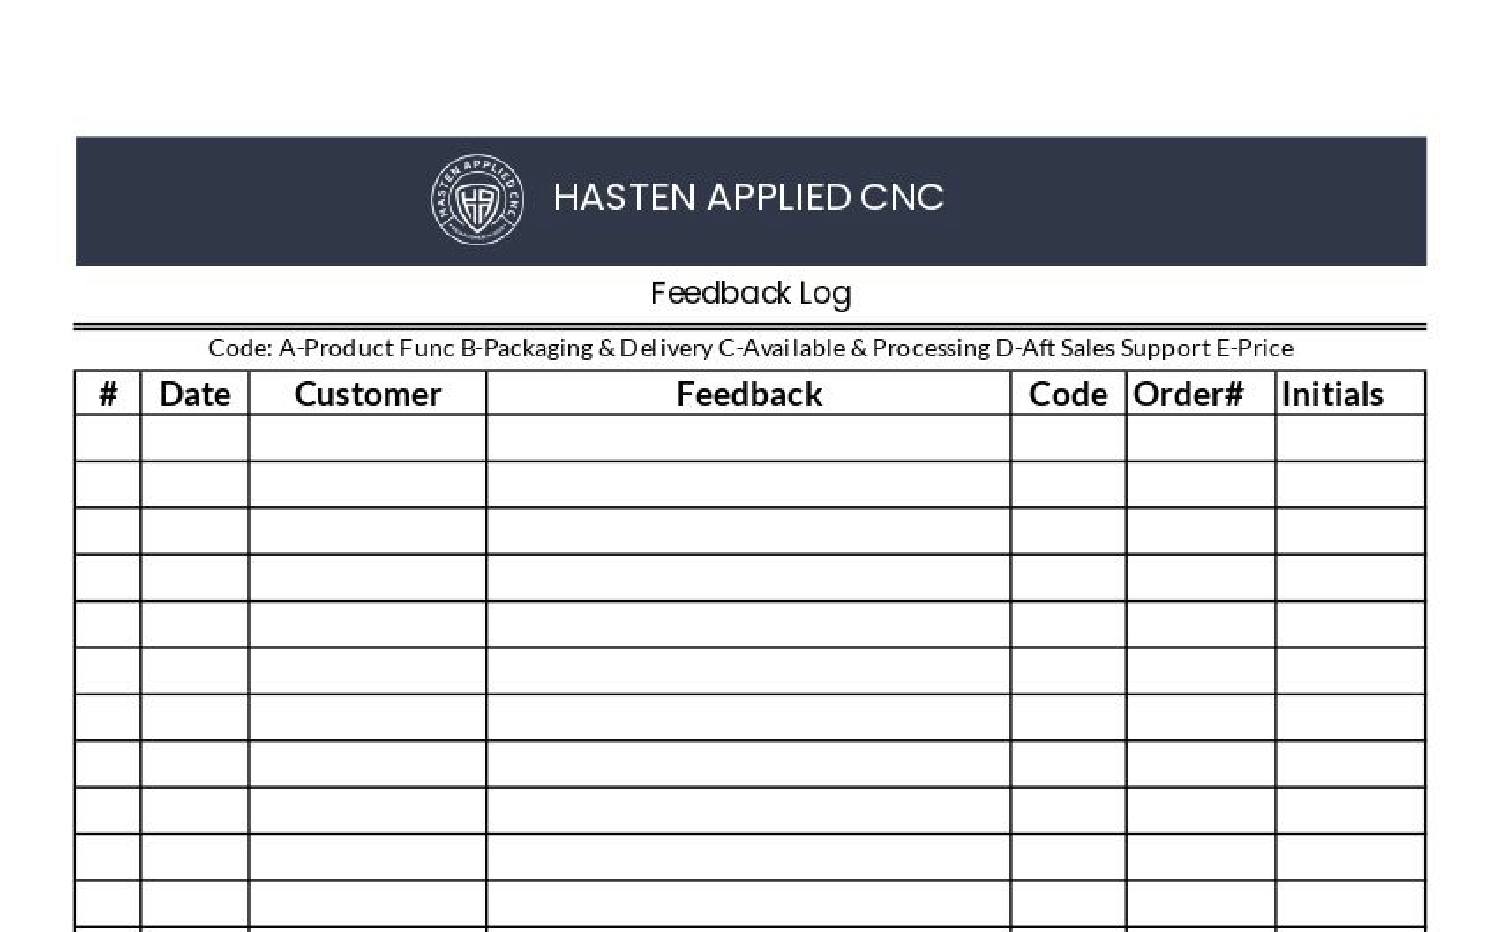 HASTEN APPLIED CNC
HASTEN APPLIED CNC
Feedback Log
Code: A-Product Func B-Packaging & Delivery C-Available & Processing D-Aft Sales Support E-Price
# Date Customer Feedback Code Order# Initials